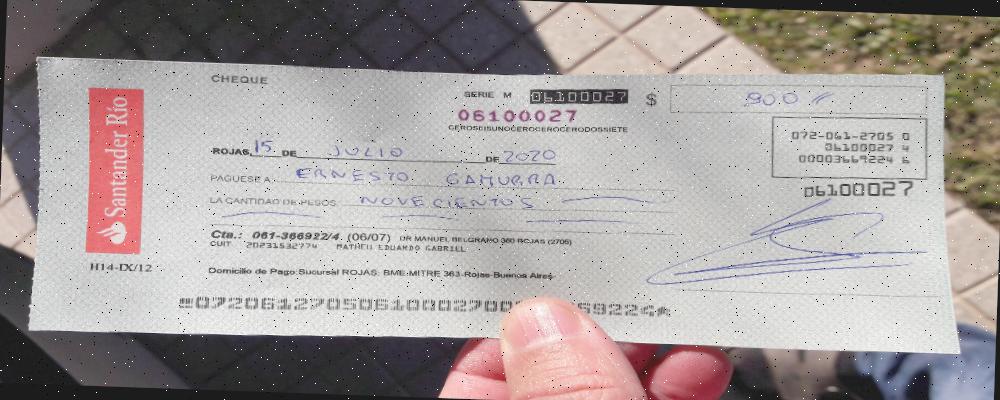 CHEQUE
SERIE M 06100027 $ 900 //
06100027
CEROSEISUNOCEROCEROCERODOSSIETE
072-061-2705 0
06100027 4
00003669224 6
06100027
ROJAS, 15 DE JULIO DE 2020
PAGUESE A ERNESTO GAMURRA
LA CANTIDAD DE PESOS NOVECIENTOS
Cta.: 061-366922/4. (06/07) DR MANUEL BELGRANO 360 ROJAS (2705)
CUIT 20231532774 MATHEU EDUARDO GABRIEL
Santander Río
H14-IX/12
Domicilio de Pago:Sucursal ROJAS: BME-MITRE 363-Rojas-Buenos Aires